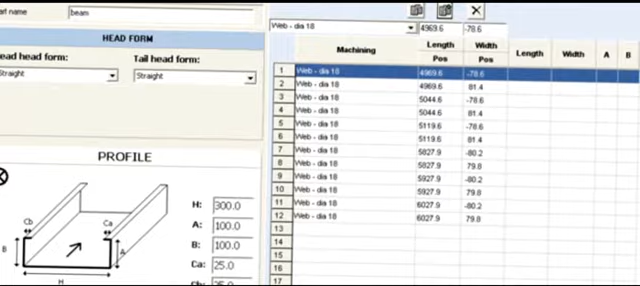 art name beam
HEAD FORM
ead head form: Tail head form:
Straight Straight
PROFILE
Cb Ca
B A
H
H: 300.0
A: 100.0
B: 100.0
Ca: 25.0
Cb: 25.0
Web - dia 18 4969.6 -78.6
Machining Length Pos Width Pos Length Width A B
1 Web - dia 18 4969.6 -78.6
2 Web - dia 18 4969.6 81.4
3 Web - dia 18 5044.6 -78.6
4 Web - dia 18 5044.6 81.4
5 Web - dia 18 5119.6 -78.6
6 Web - dia 18 5119.6 81.4
7 Web - dia 18 5827.9 -80.2
8 Web - dia 18 5827.9 79.8
9 Web - dia 18 5927.9 -80.2
10 Web - dia 18 5927.9 79.8
11 Web - dia 18 6027.9 -80.2
12 Web - dia 18 6027.9 79.8
13
14
15
16
17